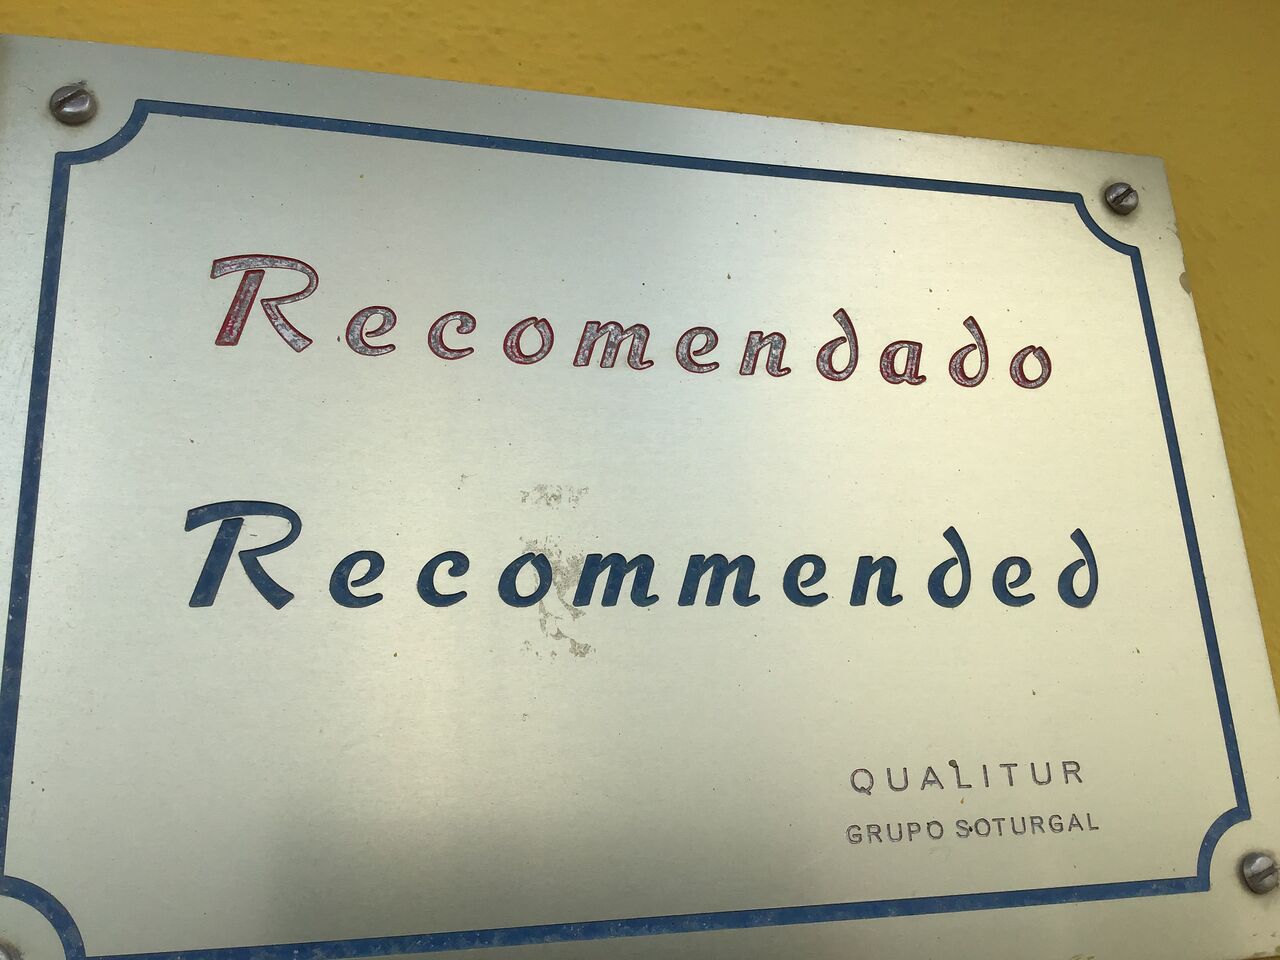 Recomendado
Recommended
QUALITUR
GRUPO SOTURGAL